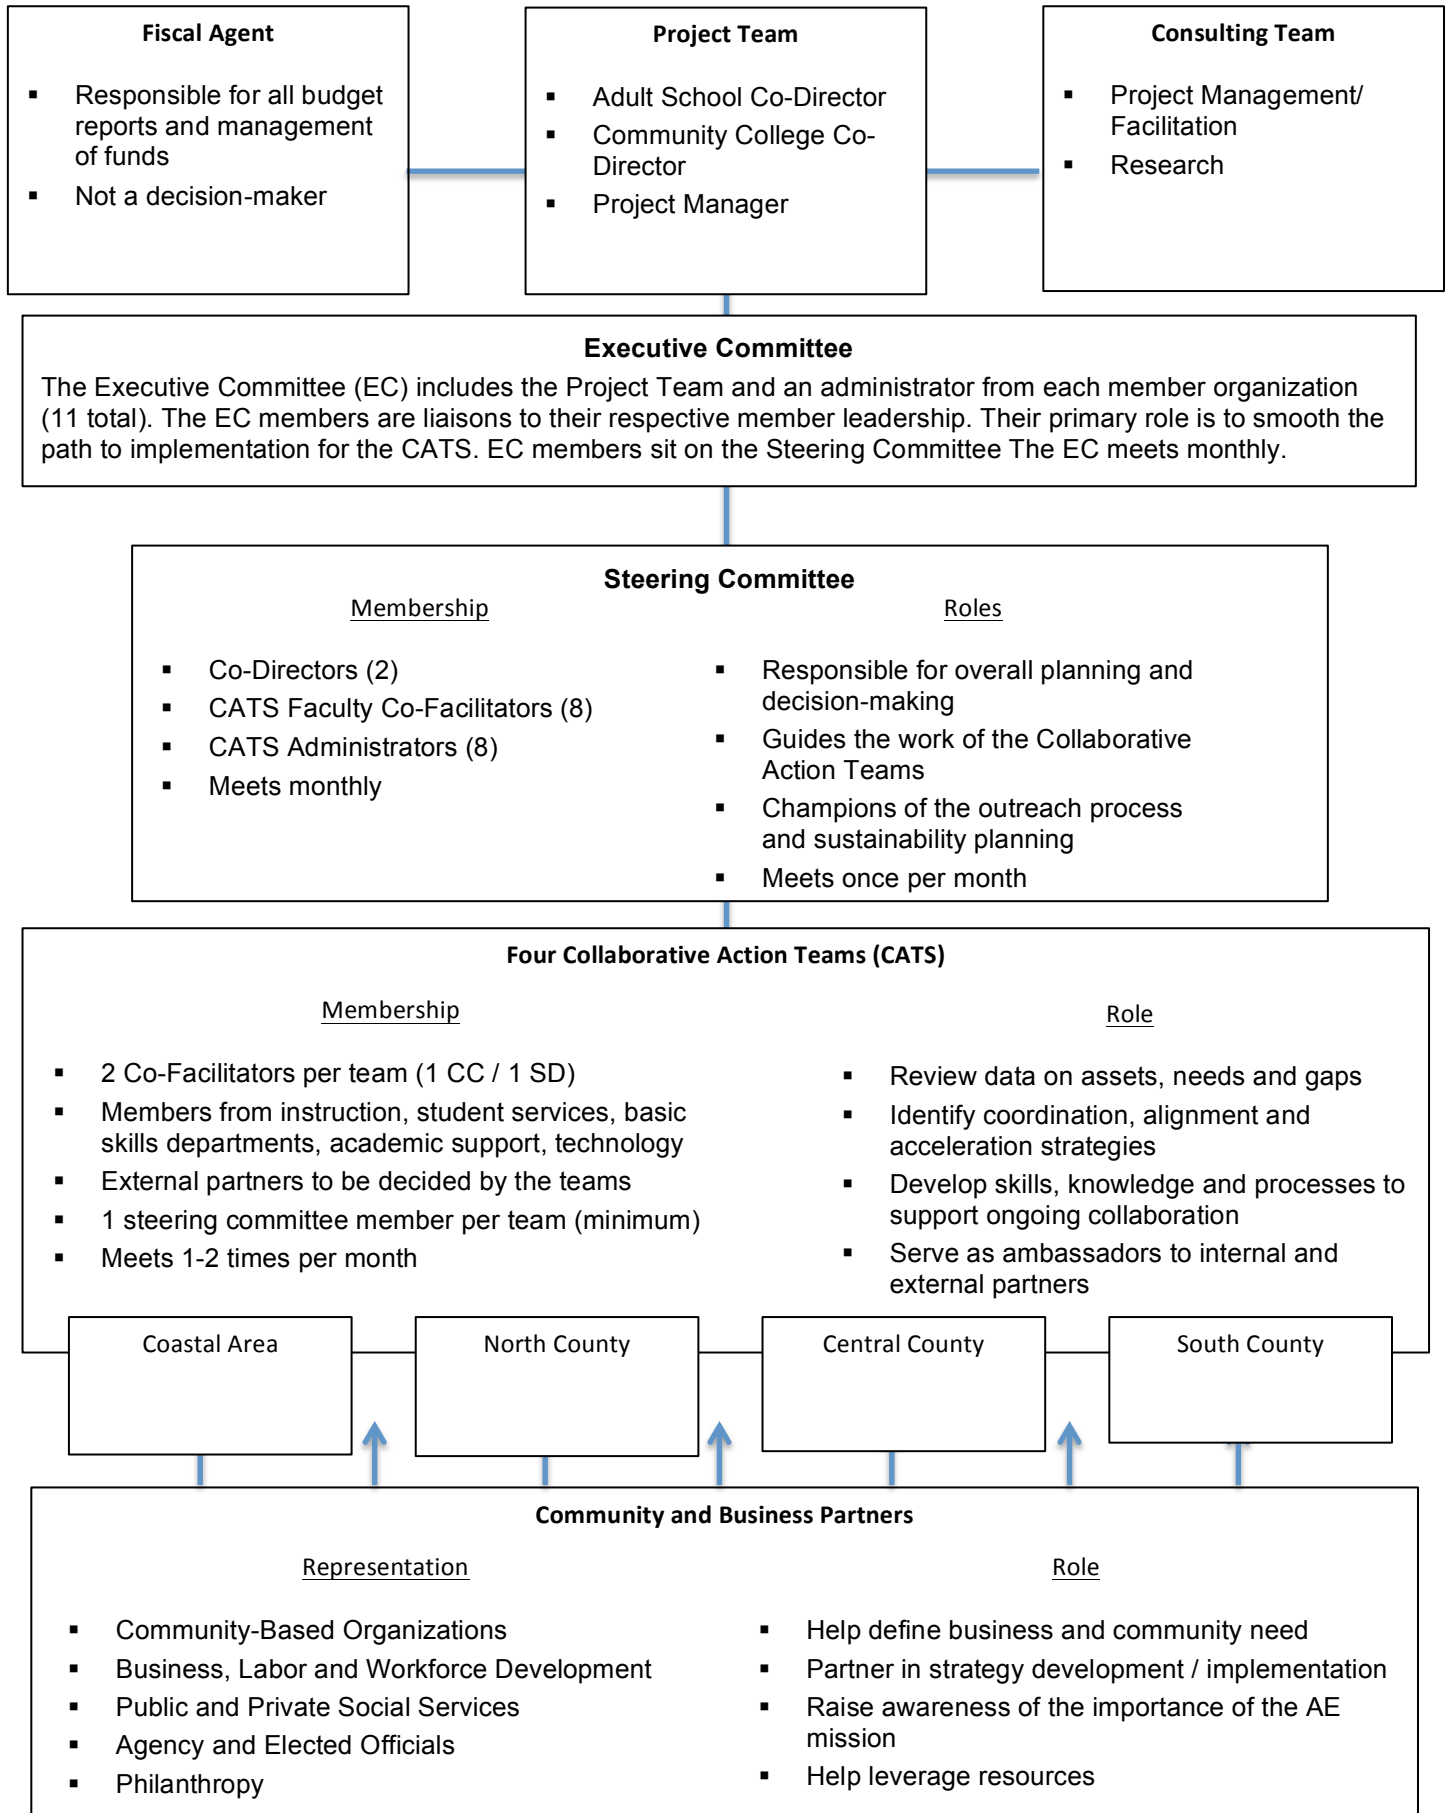 Fiscal Agent
▪ Responsible for all budget
reports and management
of funds
▪ Not a decision-maker
Project Team
▪ Adult School Co-Director
▪ Community College Co-
Director
▪ Project Manager
Consulting Team
▪ Project Management/
Facilitation
▪ Research
Executive Committee
The Executive Committee (EC) includes the Project Team and an administrator from each member organization
(11 total). The EC members are liaisons to their respective member leadership. Their primary role is to smooth the
path to implementation for the CATS. EC members sit on the Steering Committee The EC meets monthly.
Steering Committee
Membership
▪ Co-Directors (2)
▪ CATS Faculty Co-Facilitators (8)
▪ CATS Administrators (8)
▪ Meets monthly
Roles
▪ Responsible for overall planning and
decision-making
▪ Guides the work of the Collaborative
Action Teams
▪ Champions of the outreach process
and sustainability planning
▪ Meets once per month
Four Collaborative Action Teams (CATS)
Membership
▪ 2 Co-Facilitators per team (1 CC / 1 SD)
▪ Members from instruction, student services, basic
skills departments, academic support, technology
▪ External partners to be decided by the teams
▪ 1 steering committee member per team (minimum)
▪ Meets 1-2 times per month
Role
▪ Review data on assets, needs and gaps
▪ Identify coordination, alignment and
acceleration strategies
▪ Develop skills, knowledge and processes to
support ongoing collaboration
▪ Serve as ambassadors to internal and
external partners
Coastal Area
North County
Central County
South County
Community and Business Partners
Representation
▪ Community-Based Organizations
▪ Business, Labor and Workforce Development
▪ Public and Private Social Services
▪ Agency and Elected Officials
▪ Philanthropy
Role
▪ Help define business and community need
▪ Partner in strategy development / implementation
▪ Raise awareness of the importance of the AE
mission
▪ Help leverage resources